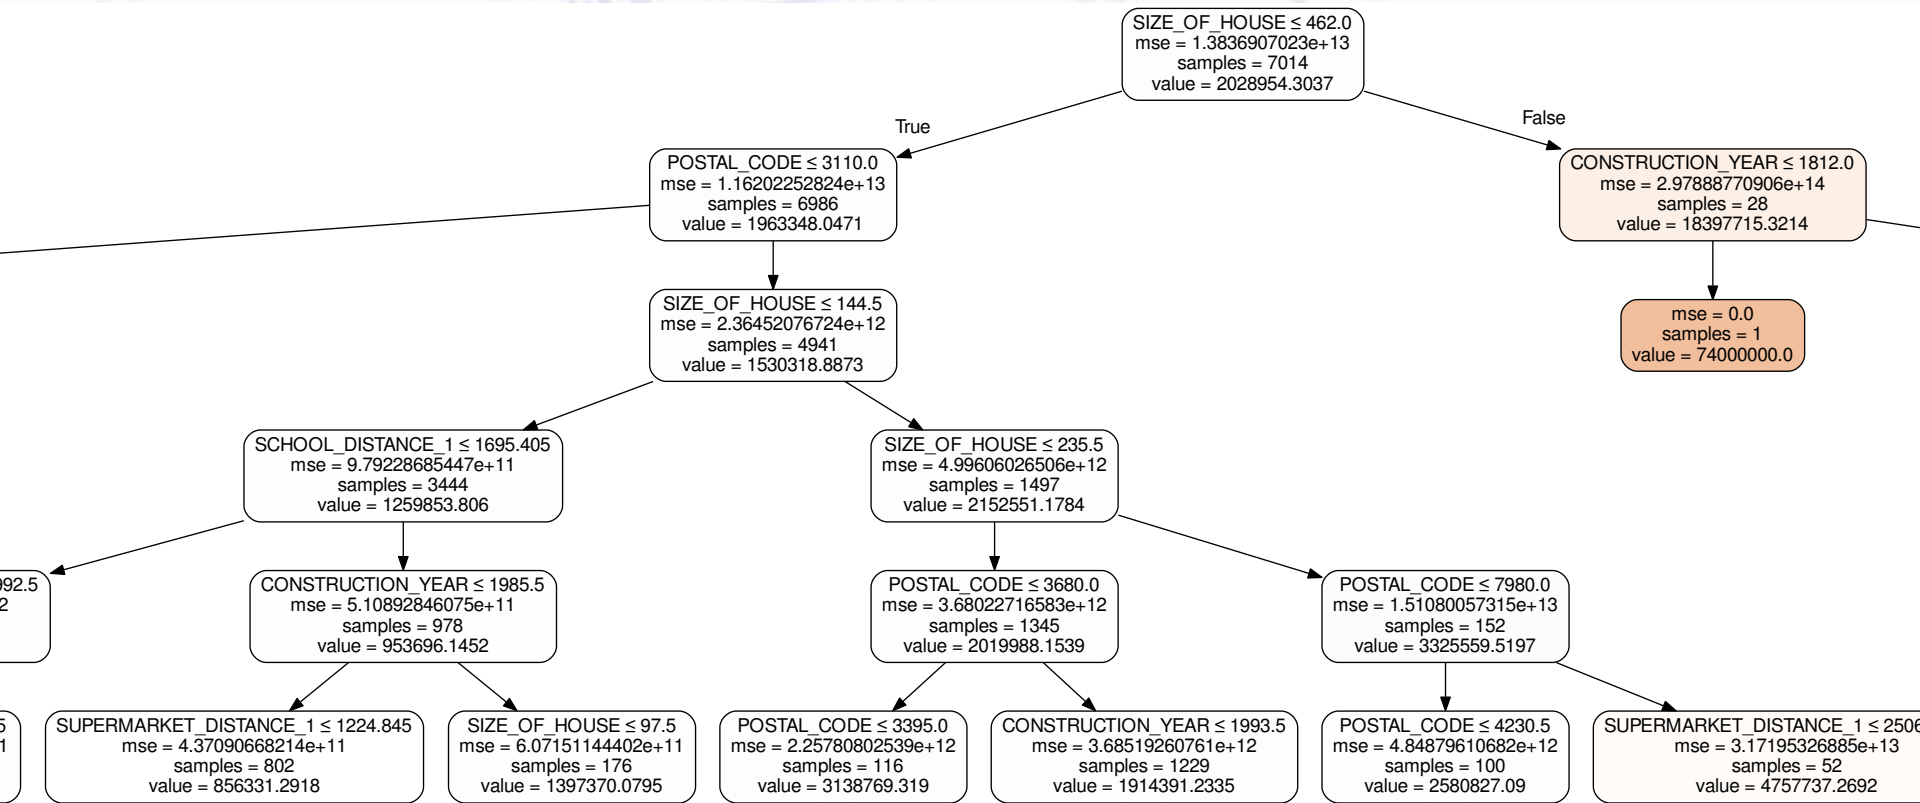 SIZE_OF_HOUSE ≤ 462.0
mse = 1.3836907023e+13
samples = 7014
value = 2028954.3037
True
False
POSTAL_CODE ≤ 3110.0
mse = 1.16202252824e+13
samples = 6986
value = 1963348.0471
CONSTRUCTION_YEAR ≤ 1812.0
mse = 2.97888770906e+14
samples = 28
value = 18397715.3214
SIZE_OF_HOUSE ≤ 144.5
mse = 2.36452076724e+12
samples = 4941
value = 1530318.8873
mse = 0.0
samples = 1
value = 74000000.0
SCHOOL_DISTANCE_1 ≤ 1695.405
mse = 9.79228685447e+11
samples = 3444
value = 1259853.806
SIZE_OF_HOUSE ≤ 235.5
mse = 4.99606026506e+12
samples = 1497
value = 2152551.1784
992.5
2
CONSTRUCTION_YEAR ≤ 1985.5
mse = 5.10892846075e+11
samples = 978
value = 953696.1452
POSTAL_CODE ≤ 3680.0
mse = 3.68022716583e+12
samples = 1345
value = 2019988.1539
POSTAL_CODE ≤ 7980.0
mse = 1.51080057315e+13
samples = 152
value = 3325559.5197
5
1
SUPERMARKET_DISTANCE_1 ≤ 1224.845
mse = 4.37090668214e+11
samples = 802
value = 856331.2918
SIZE_OF_HOUSE ≤ 97.5
mse = 6.07151144402e+11
samples = 176
value = 1397370.0795
POSTAL_CODE ≤ 3395.0
mse = 2.25780802539e+12
samples = 116
value = 3138769.319
CONSTRUCTION_YEAR ≤ 1993.5
mse = 3.68519260761e+12
samples = 1229
value = 1914391.2335
POSTAL_CODE ≤ 4230.5
mse = 4.84879610682e+12
samples = 100
value = 2580827.09
SUPERMARKET_DISTANCE_1 ≤ 2506
mse = 3.17195326885e+13
samples = 52
value = 4757737.2692